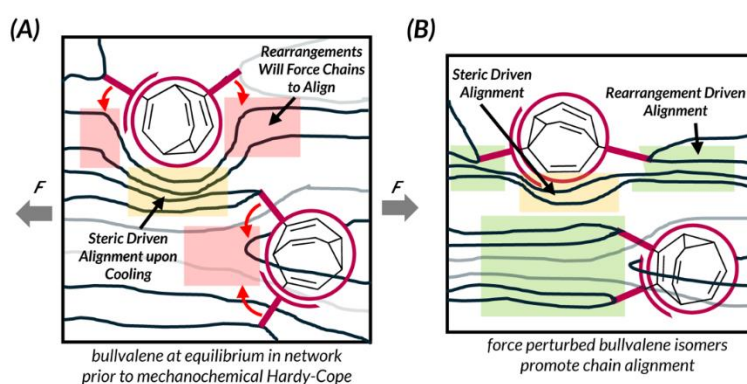 (A)
Rearrangements
Will Force Chains
to Align
F
Steric Driven
Alignment upon
Cooling
bullvalene at equilibrium in network
prior to mechanochemical Hardy-Cope
(B)
Steric Driven
Alignment
Rearrangement Driven
Alignment
F
force perturbed bullvalene isomers
promote chain alignment